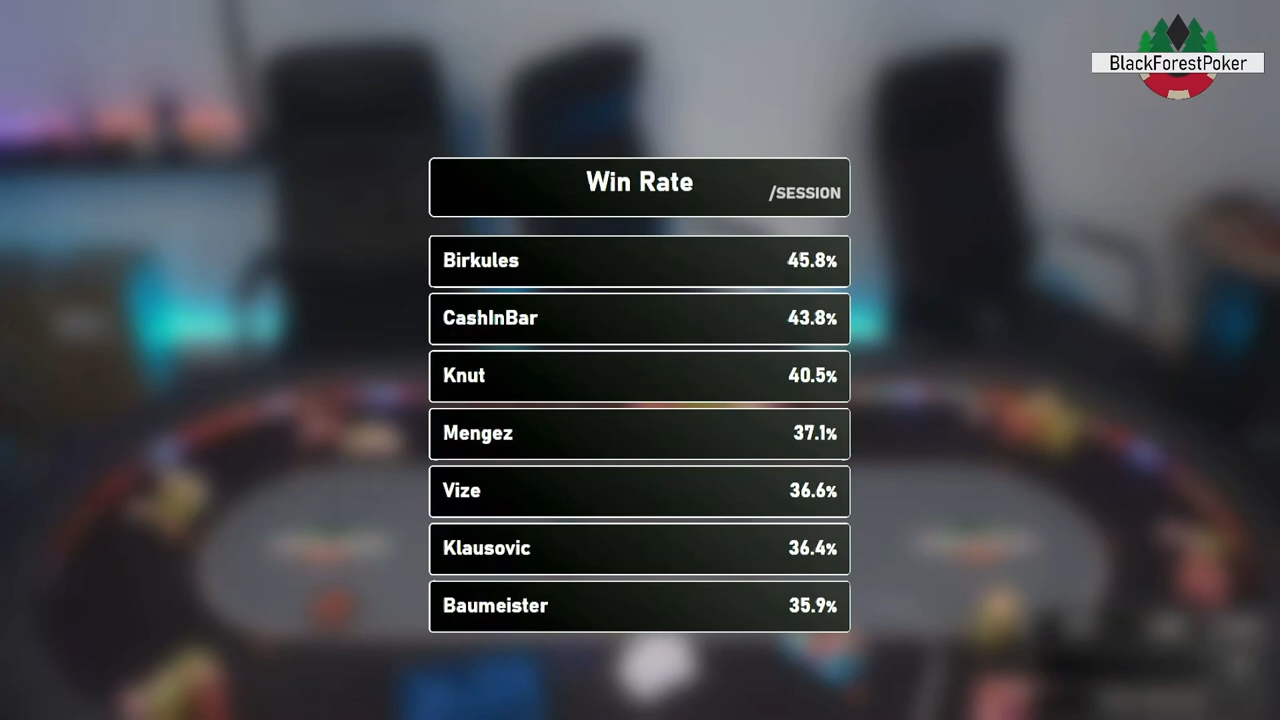 BlackForestPoker
Win Rate
/SESSION
Birkules 45.8%
CashInBar 43.8%
Knut 40.5%
Mengez 37.1%
Vize 36.6%
Klausovic 36.4%
Baumeister 35.9%